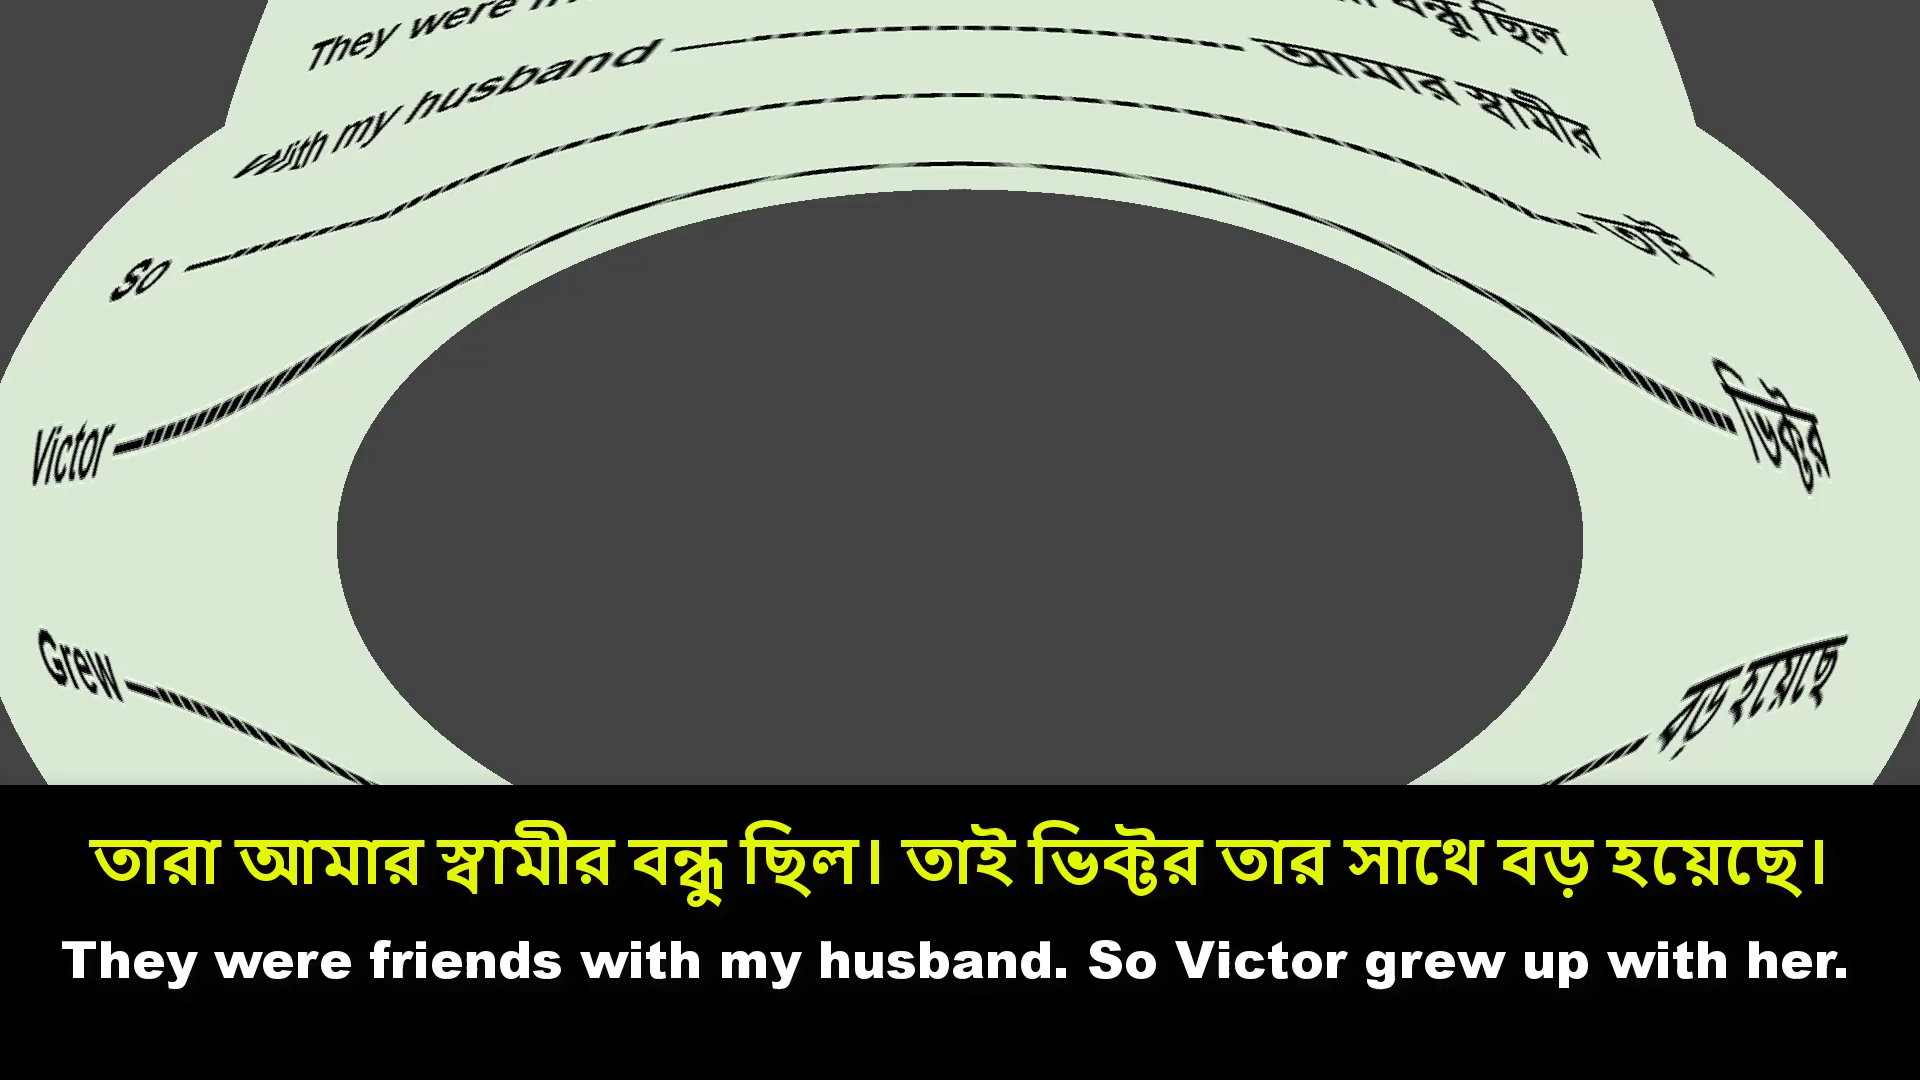 They were
বন্ধু ছিল
With my husband আমার স্বামীর
So তাই
Victor ভিক্টর
Grew বড় হয়েছে
তারা আমার স্বামীর বন্ধু ছিল। তাই ভিক্টর তার সাথে বড় হয়েছে।
They were friends with my husband. So Victor grew up with her.